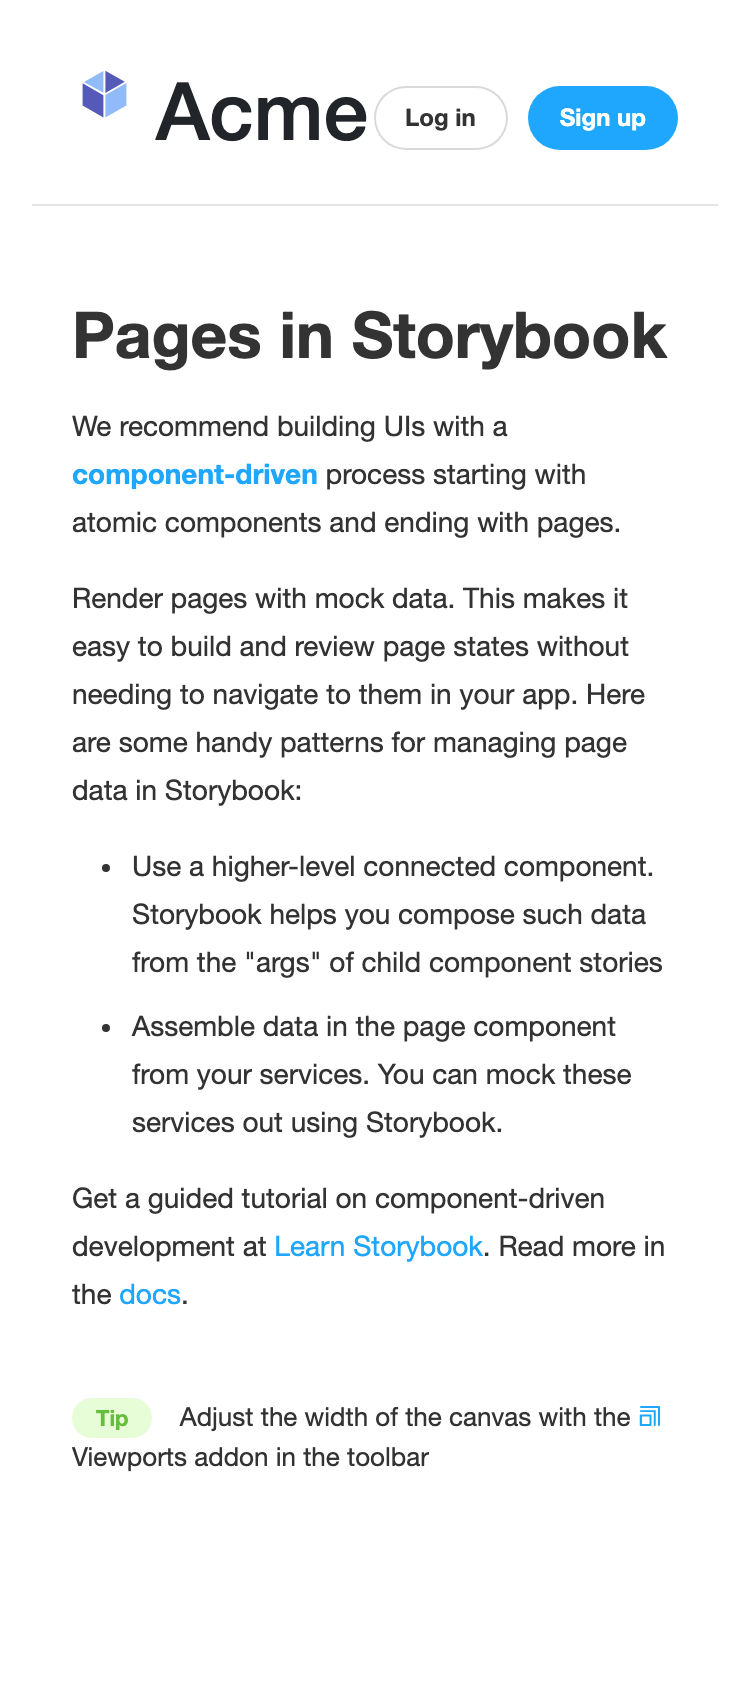 Acme
Log in
Sign up
Pages in Storybook
We recommend building UIs with a
component-driven process starting with
atomic components and ending with pages.
Render pages with mock data. This makes it
easy to build and review page states without
needing to navigate to them in your app. Here
are some handy patterns for managing page
data in Storybook:
• Use a higher-level connected component.
Storybook helps you compose such data
from the "args" of child component stories
• Assemble data in the page component
from your services. You can mock these
services out using Storybook.
Get a guided tutorial on component-driven
development at Learn Storybook. Read more in
the docs.
Tip Adjust the width of the canvas with the
Viewports addon in the toolbar